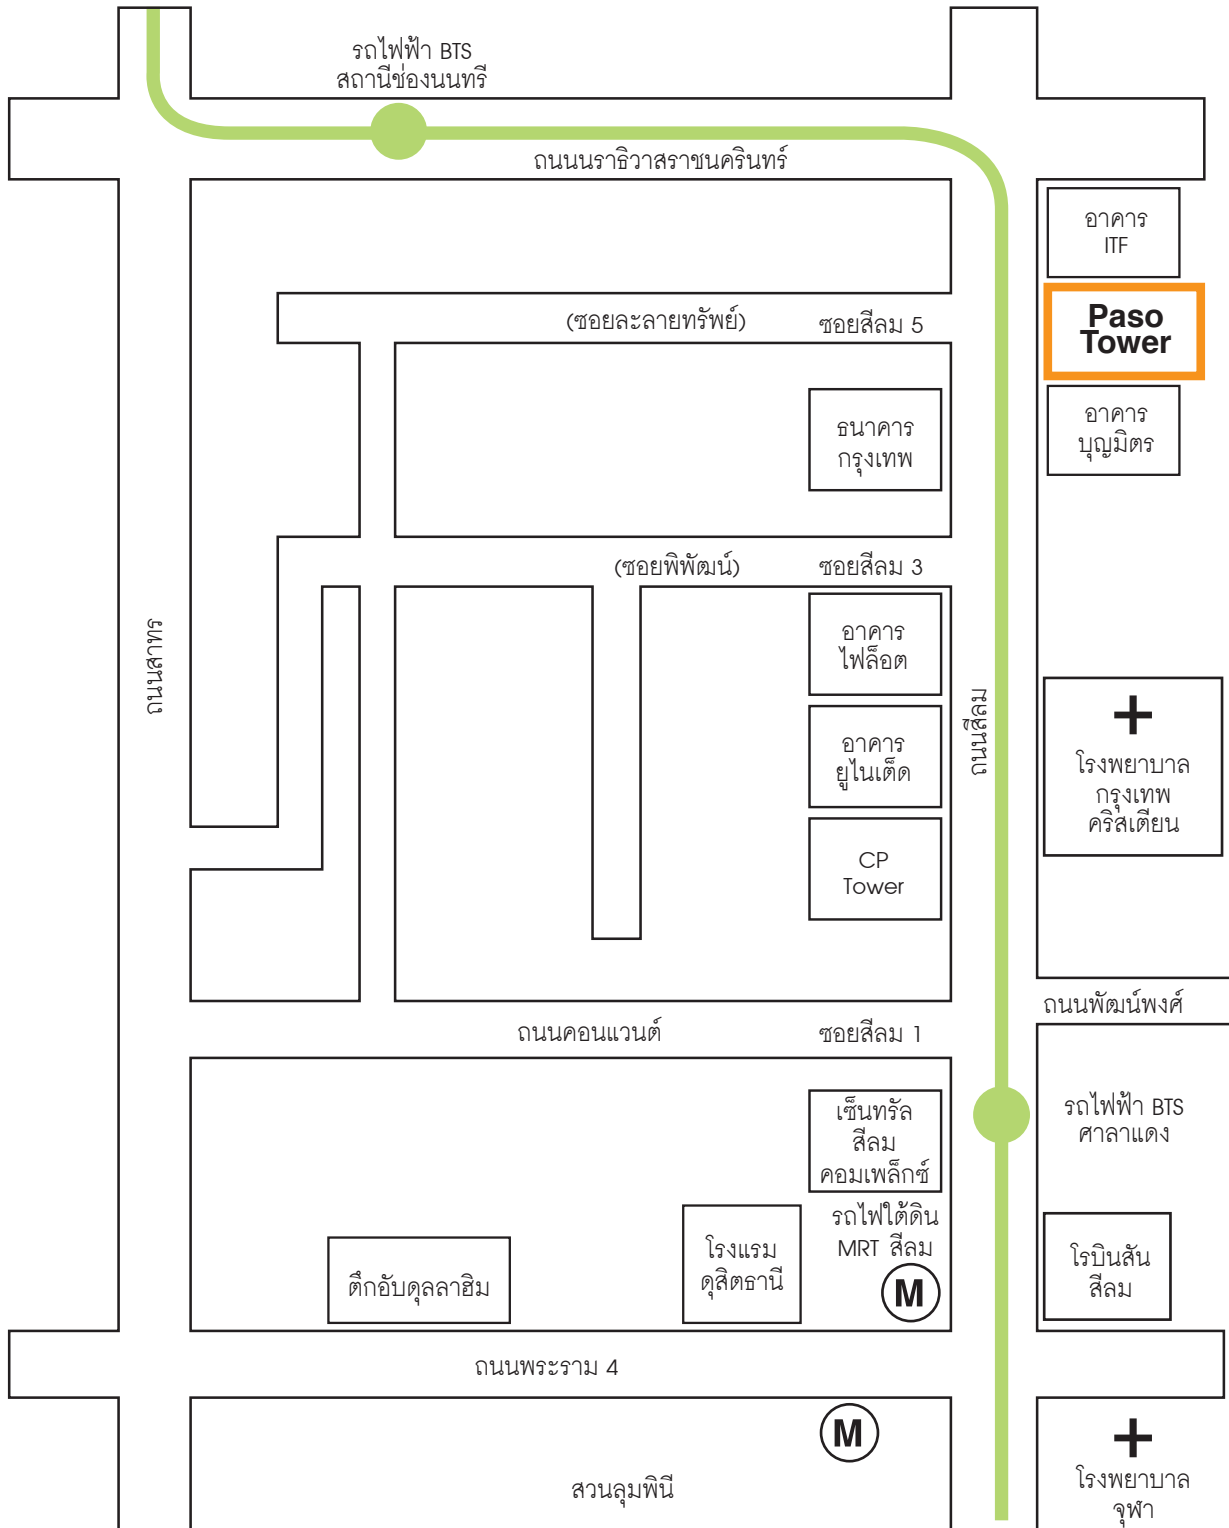 รถไฟฟ้า BTS
สถานีช่องนนทรี
ถนนนราธิวาสราชนครินทร์
อาคาร
ITF
Paso
Tower
(ซอยละลายทรัพย์)
ซอยสีลม 5
อาคาร
บุญมิตร
ธนาคาร
กรุงเทพ
(ซอยพิพัฒน์)
ซอยสีลม 3
อาคาร
ไฟล็อต
ถนนสาทร
ถนนสีลม
อาคาร
ยูไนเต็ด
โรงพยาบาล
กรุงเทพ
คริสเตียน
CP
Tower
ถนนพัฒน์พงศ์
ถนนคอนแวนต์
ซอยสีลม 1
เซ็นทรัล
สีลม
คอมเพล็กซ์
รถไฟฟ้า BTS
ศาลาแดง
รถไฟใต้ดิน
MRT สีลม
M
โรงแรม
ดุสิตธานี
โรบินสัน
สีลม
ตึกอับดุลลาฮิม
ถนนพระราม 4
M
สวนลุมพินี
โรงพยาบาล
จุฬา